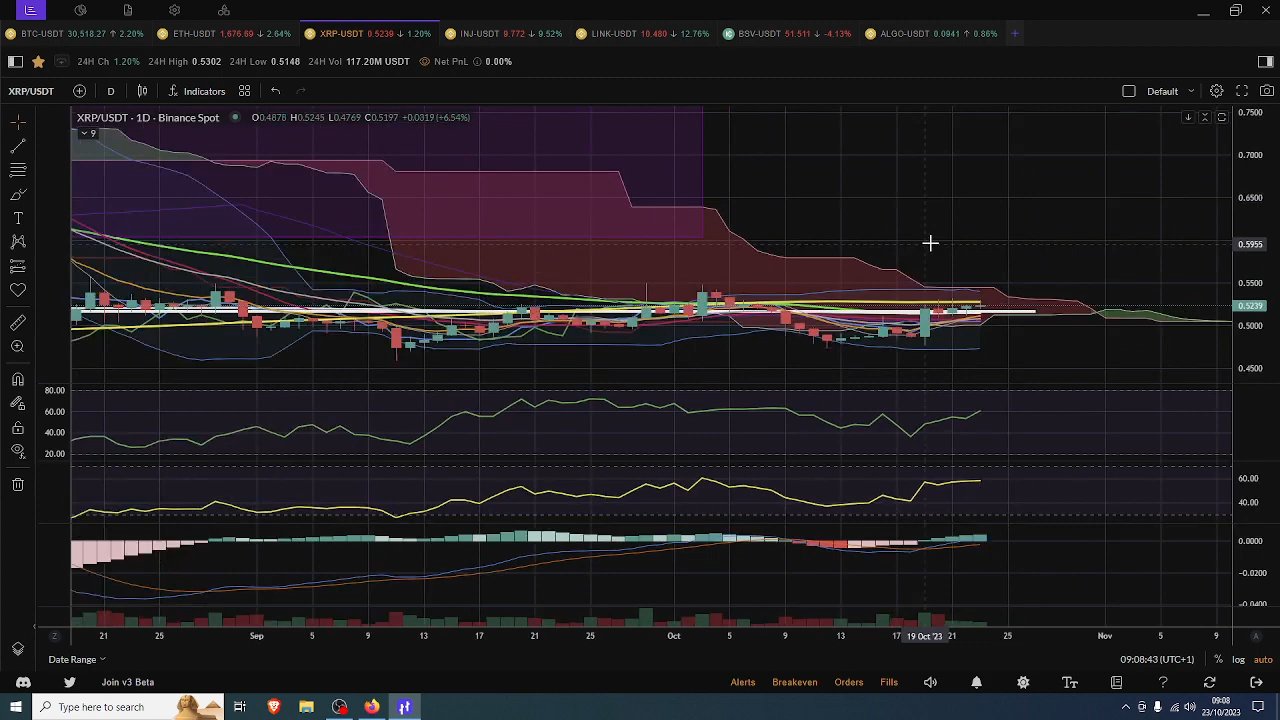 BTC-USDT 30,518.27 ↑ 2.20% ETH-USDT 1,676.69 ↓ 2.64% XRP-USDT 0.5239 ↓ 1.20% INJ-USDT 9.772 ↓ 9.52% LINK-USDT 10.480 ↓ 12.76% BSV-USDT 51.511 ↓ -4.13% ALGO-USDT 0.0941 ↑ 0.86% +
24H Ch 1.20% 24H High 0.5302 24H Low 0.5148 24H Vol 117.20M USDT Net PnL 0.00%
XRP/USDT D Indicators Default
XRP/USDT · 1D · Binance Spot O0.4878 H0.5245 L0.4769 C0.5197 +0.0319 (+6.54%)
9
0.7500
0.7000
0.6500
0.5955
0.5500
0.5239
0.5000
0.4500
80.00
60.00
40.00
20.00
60.00
40.00
0.0000
-0.0200
-0.0400
Z 21 25 Sep 5 9 13 17 21 25 Oct 5 9 13 17 19 Oct '23 21 25 Nov 5 9 A
Date Range 09:08:43 (UTC+1) % log auto
Join v3 Beta Alerts Breakeven Orders Fills
Type here to search 09:08
23/10/2023